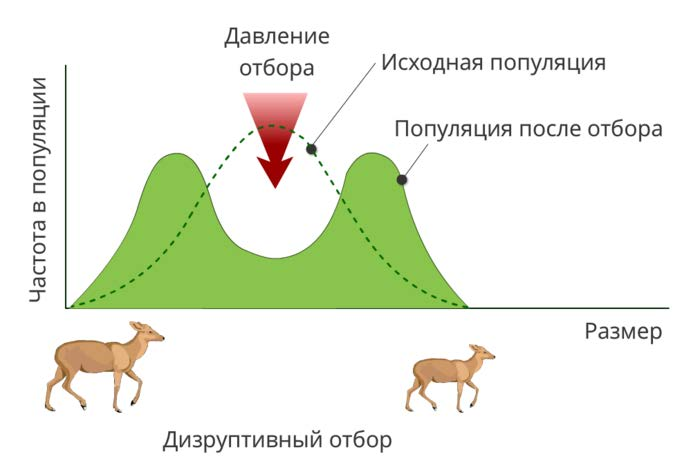 Давление
отбора
Исходная популяция
Популяция после отбора
Частота в популяции
Размер
Дизруптивный отбор